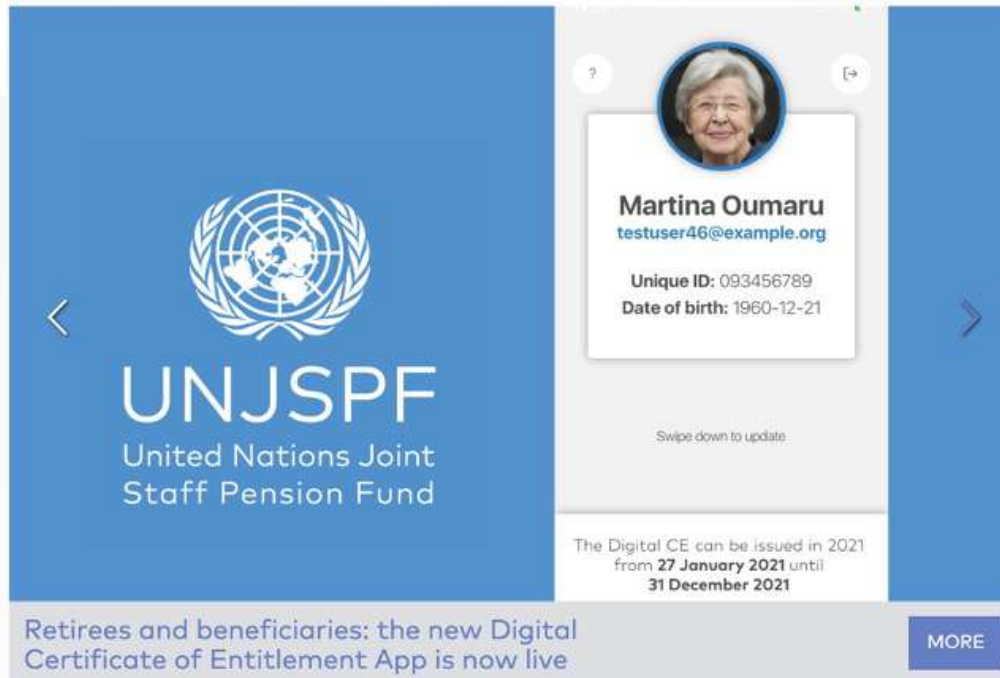 UNJSPF
United Nations Joint
Staff Pension Fund
?
Martina Oumaru
testuser46@example.org
Unique ID: 093456789
Date of birth: 1960-12-21
Swipe down to update
The Digital CE can be issued in 2021
from 27 January 2021 until
31 December 2021
Retirees and beneficiaries: the new Digital
Certificate of Entitlement App is now live
MORE